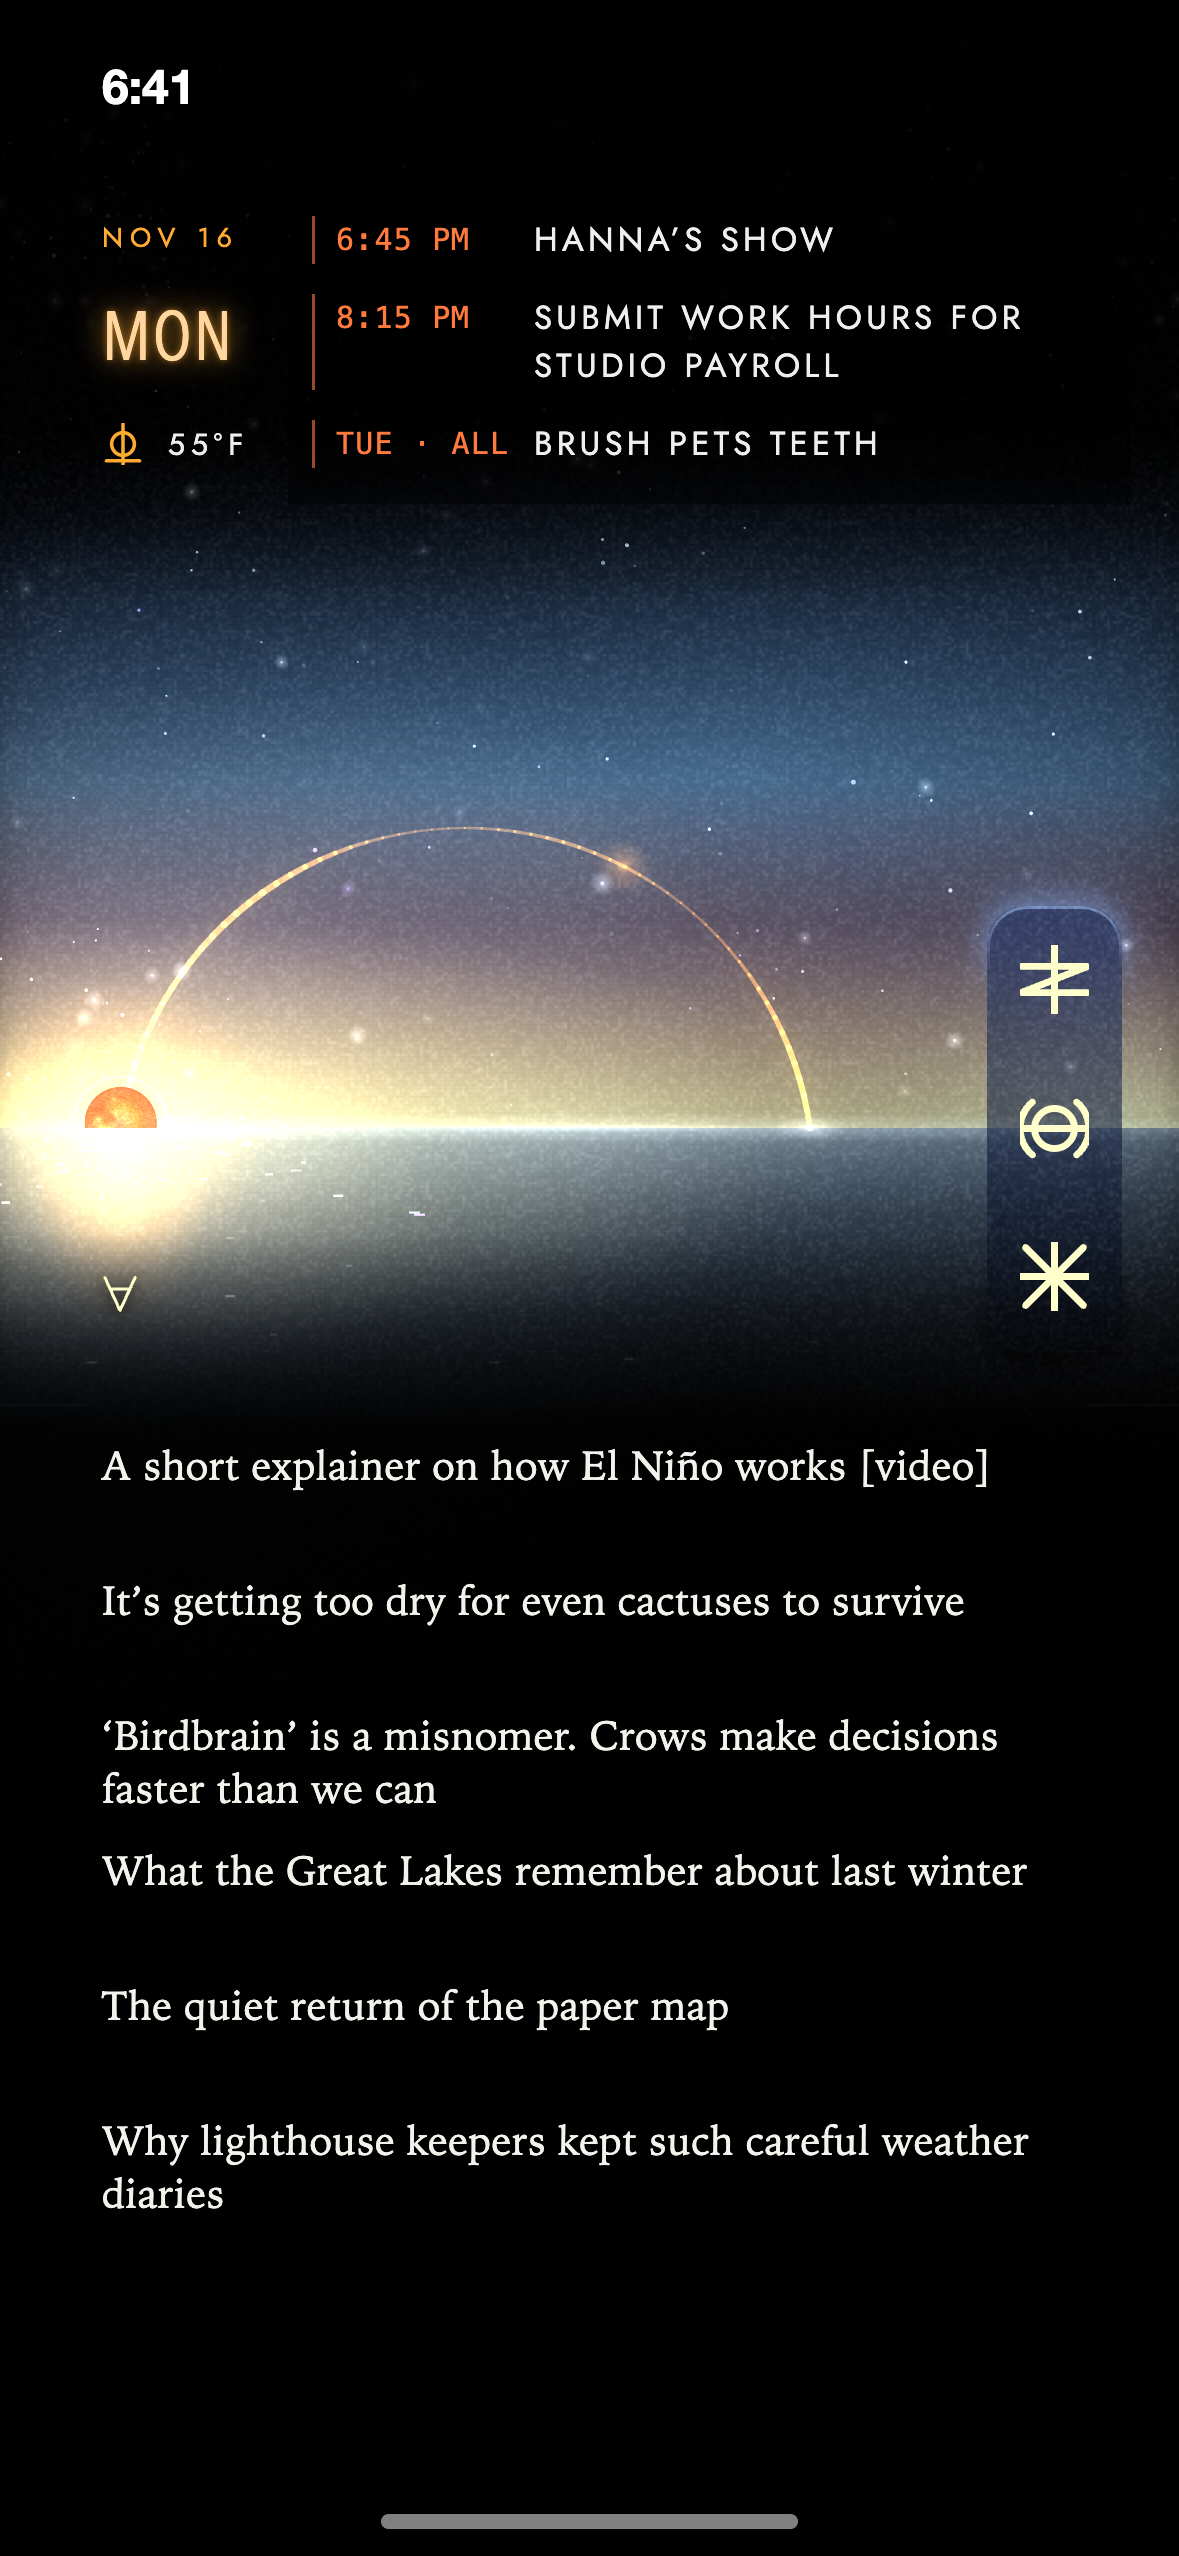 6:41
NOV 16
MON
55°F
6:45 PM HANNA’S SHOW
8:15 PM SUBMIT WORK HOURS FOR
STUDIO PAYROLL
TUE · ALL BRUSH PETS TEETH
A short explainer on how El Niño works [video]
It’s getting too dry for even cactuses to survive
‘Birdbrain’ is a misnomer. Crows make decisions
faster than we can
What the Great Lakes remember about last winter
The quiet return of the paper map
Why lighthouse keepers kept such careful weather
diaries